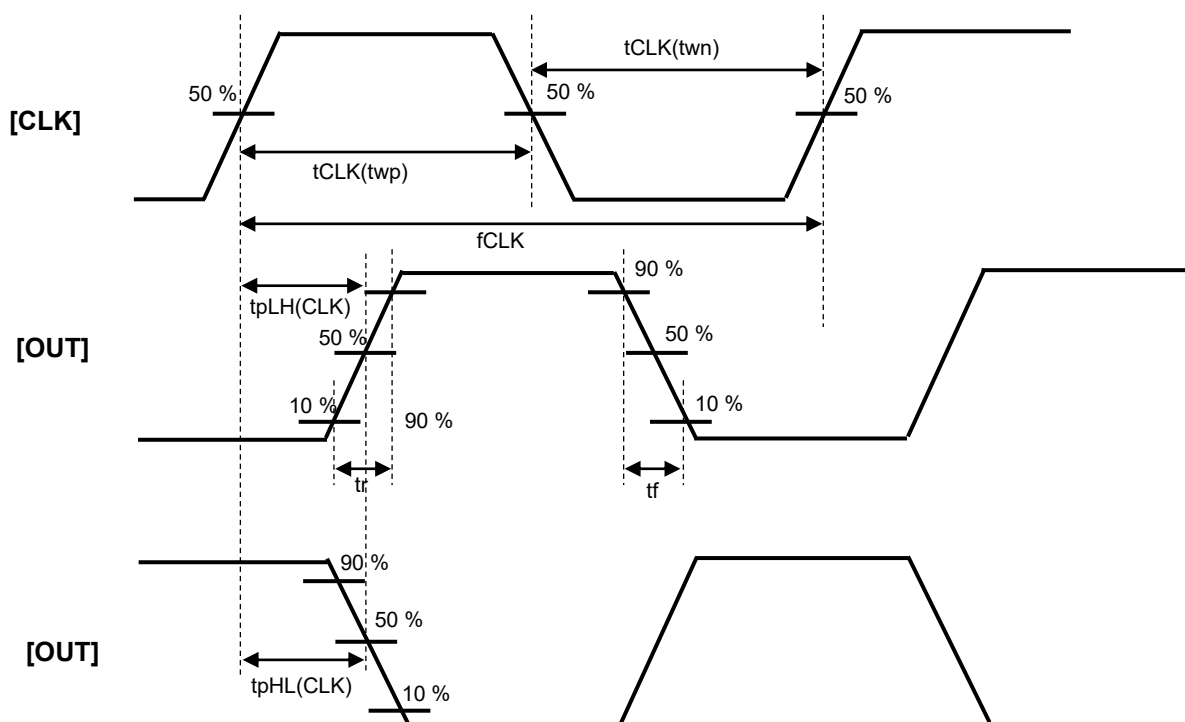 tCLK(twn)
50 %
50 %
50 %
[CLK]
tCLK(twp)
fCLK
90 %
tpLH(CLK)
50 %
50 %
[OUT]
10 %
10 %
90 %
tr
tf
90 %
50 %
[OUT]
tpHL(CLK)
10 %